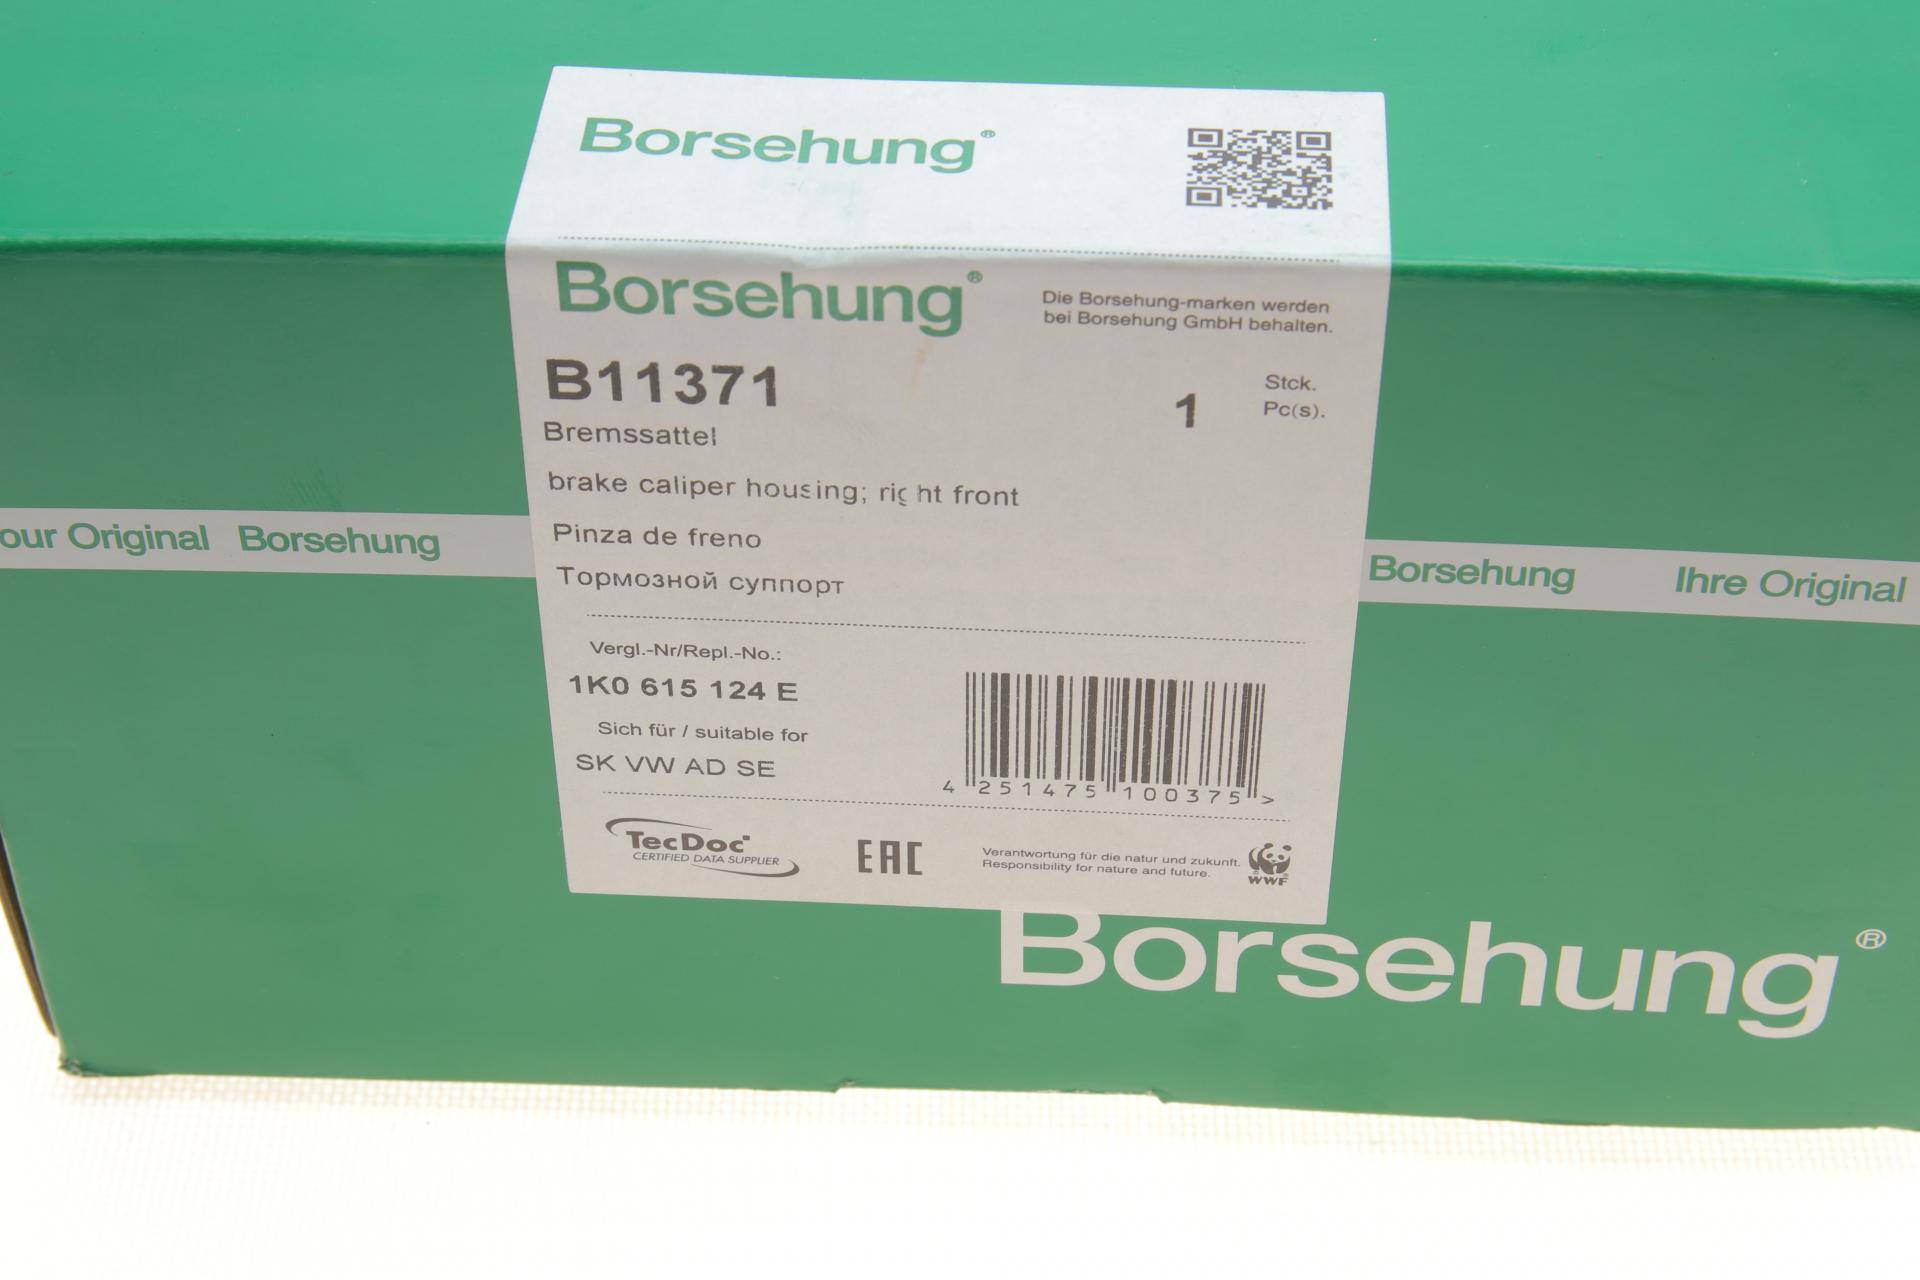 Borsehung®
Borsehung®
Die Borsehung-marken werden
bei Borsehung GmbH behalten.
B11371
1
Stck.
Pc(s).
Bremssattel
brake caliper housing; right front
Pinza de freno
Тормозной суппорт
our Original Borsehung
Borsehung Ihre Original
Vergl.-Nr/Repl.-No.:
1K0 615 124 E
Sich für / suitable for
SK VW AD SE
4 251475 100375 >
TecDoc
CERTIFIED DATA SUPPLIER
EAC
Verantwortung für die natur und zukunft.
Responsibility for nature and future.
WWF
Borsehung®